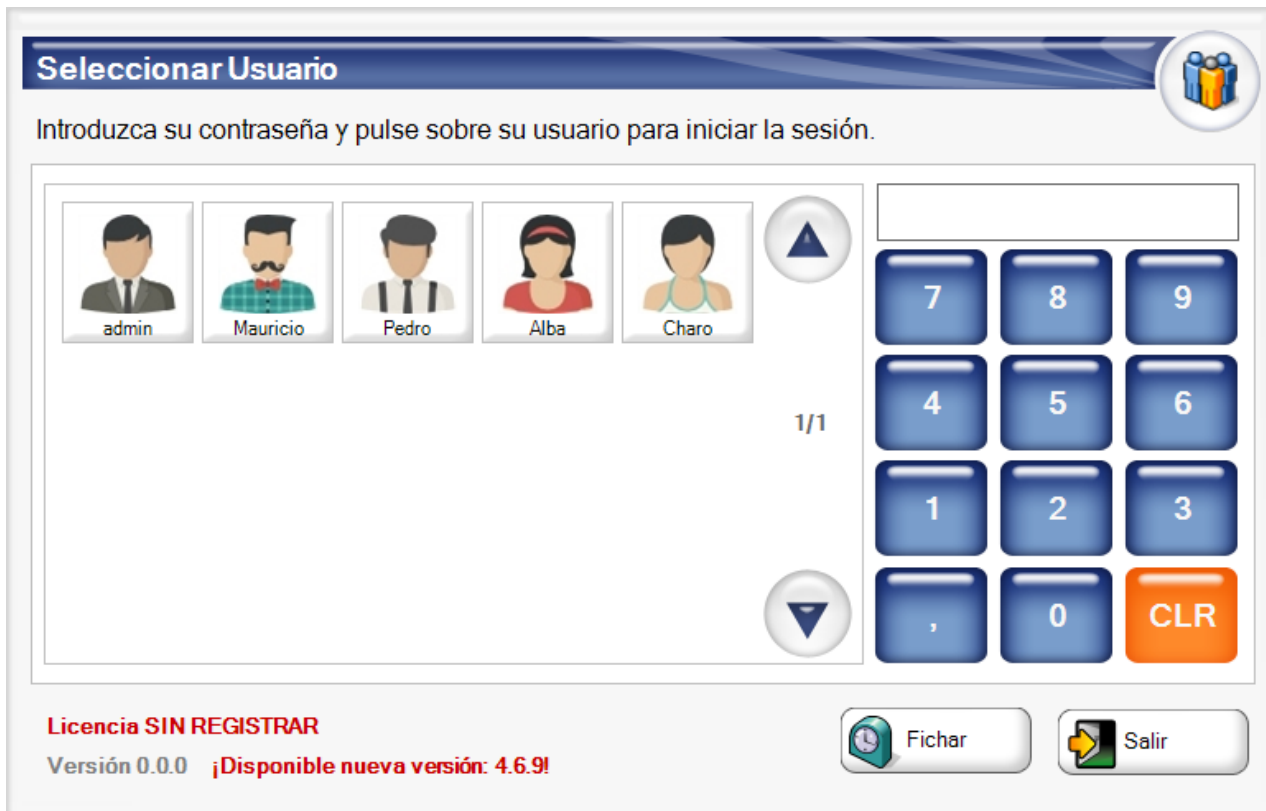 Seleccionar Usuario
Introduzca su contraseña y pulse sobre su usuario para iniciar la sesión.
admin Mauricio Pedro Alba Charo
1/1
7 8 9
4 5 6
1 2 3
, 0 CLR
Licencia SIN REGISTRAR
Versión 0.0.0 ¡Disponible nueva versión: 4.6.9!
Fichar Salir